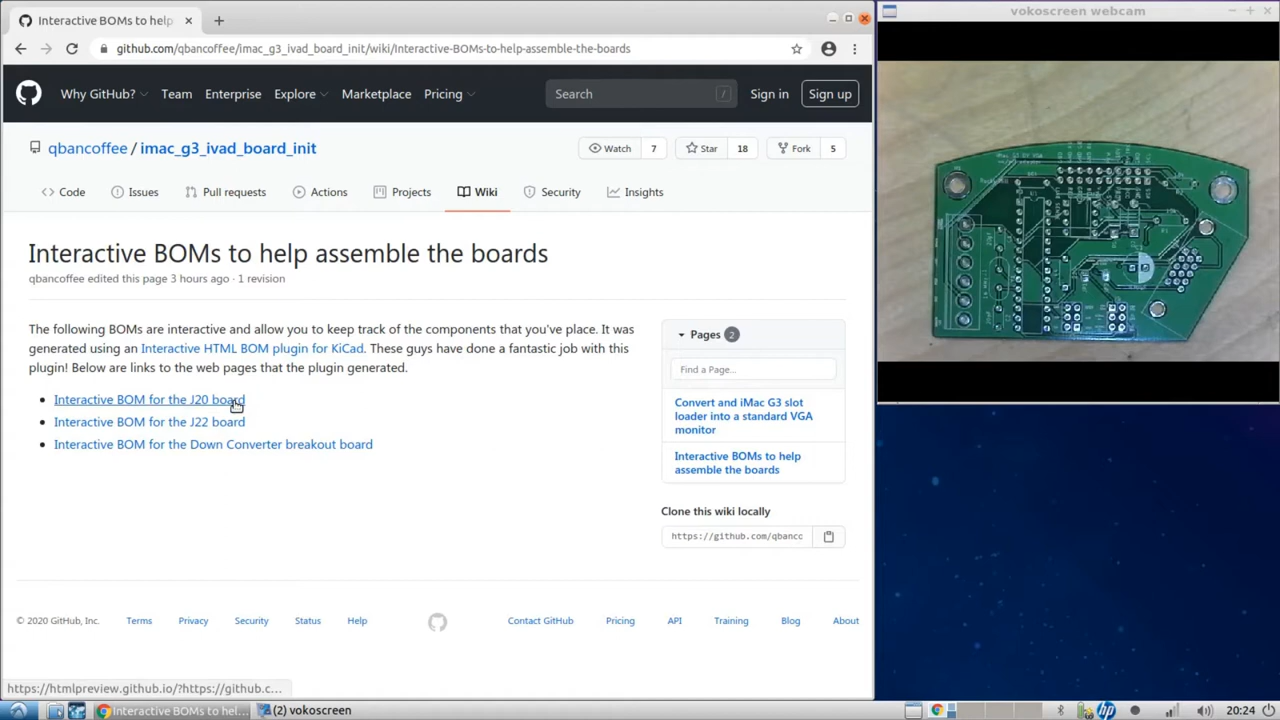 Interactive BOMs to help
github.com/qbancoffee/imac_g3_ivad_board_init/wiki/Interactive-BOMs-to-help-assemble-the-boards
Why GitHub?
Team
Enterprise
Explore
Marketplace
Pricing
Search
/
Sign in
Sign up
qbancoffee / imac_g3_ivad_board_init
Watch 7
Star 18
Fork 5
Code
Issues
Pull requests
Actions
Projects
Wiki
Security
Insights
Interactive BOMs to help assemble the boards
qbancoffee edited this page 3 hours ago · 1 revision
The following BOMs are interactive and allow you to keep track of the components that you've place. It was
generated using an Interactive HTML BOM plugin for KiCad. These guys have done a fantastic job with this
plugin! Below are links to the web pages that the plugin generated.
Interactive BOM for the J20 board
Interactive BOM for the J22 board
Interactive BOM for the Down Converter breakout board
Pages 2
Find a Page...
Convert and iMac G3 slot
loader into a standard VGA
monitor
Interactive BOMs to help
assemble the boards
Clone this wiki locally
https://github.com/qbancc
© 2020 GitHub, Inc.
Terms
Privacy
Security
Status
Help
Contact GitHub
Pricing
API
Training
Blog
About
https://htmlpreview.github.io/?https://github.c...
vokoscreen webcam
Interactive BOMs to hel...
(2) vokoscreen
hp
20:24